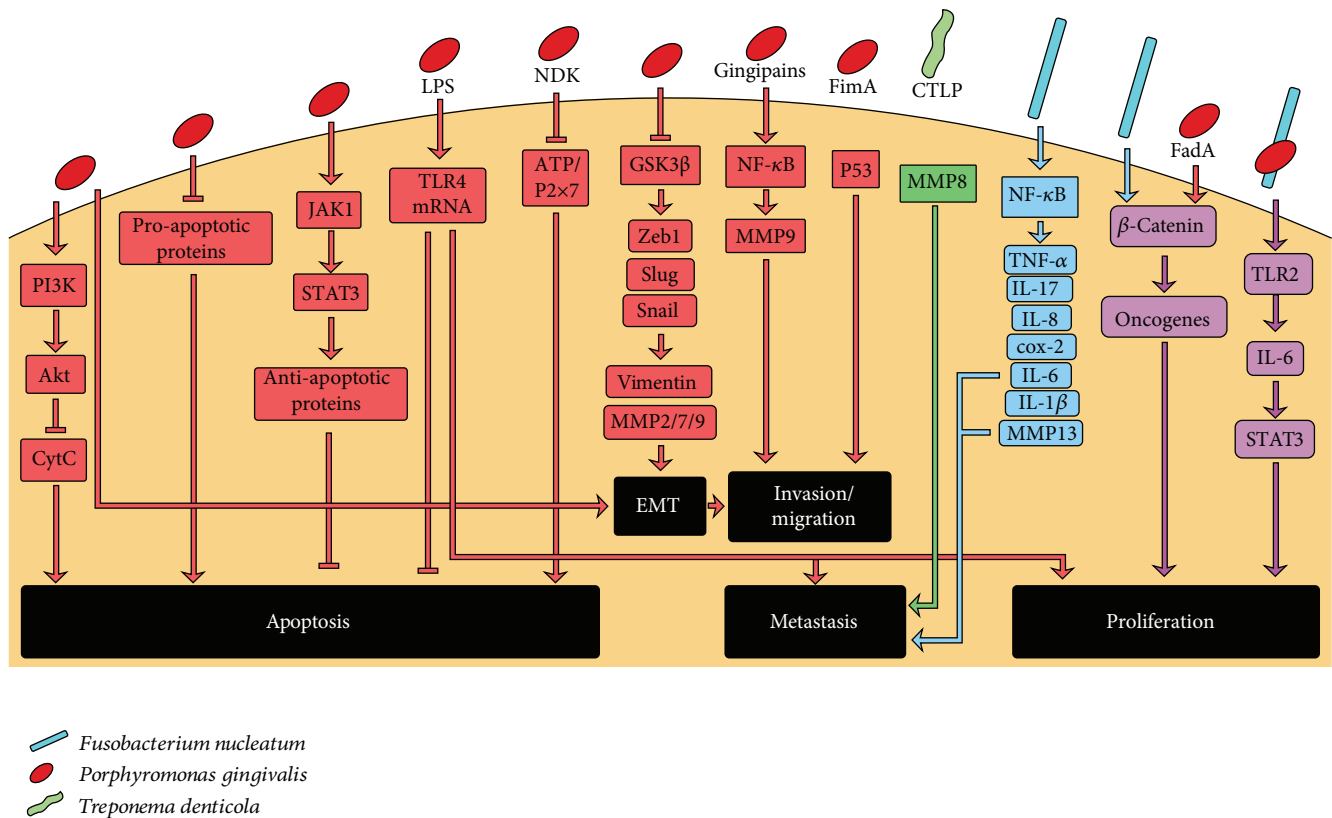 LPS
NDK
Gingipains
FimA
CTLP
FadA
PI3K
Akt
CytC
Pro-apoptotic
proteins
JAK1
STAT3
Anti-apoptotic
proteins
TLR4
mRNA
ATP/
P2×7
GSK3β
Zeb1
Slug
Snail
Vimentin
MMP2/7/9
EMT
NF-κB
MMP9
P53
Invasion/
migration
MMP8
NF-κB
TNF-α
IL-17
IL-8
cox-2
IL-6
IL-1β
MMP13
β-Catenin
Oncogenes
TLR2
IL-6
STAT3
Apoptosis
Metastasis
Proliferation
Fusobacterium nucleatum
Porphyromonas gingivalis
Treponema denticola